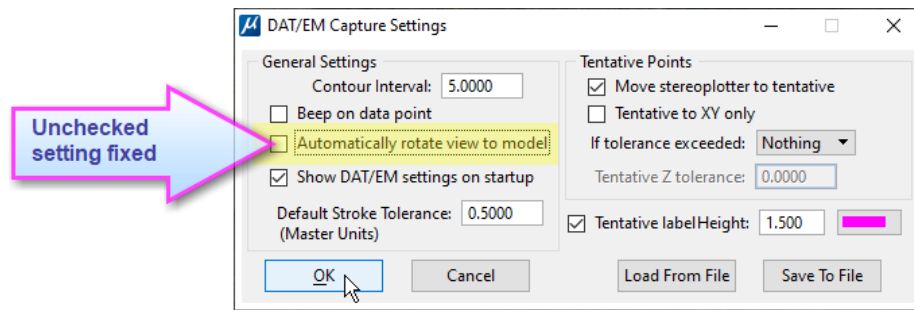 DAT/EM Capture Settings
General Settings
Contour Interval: 5.0000
Beep on data point
Automatically rotate view to model
Show DAT/EM settings on startup
Default Stroke Tolerance: 0.5000
(Master Units)
Tentative Points
Move stereoplotter to tentative
Tentative to XY only
If tolerance exceeded: Nothing
Tentative Z tolerance: 0.0000
Tentative labelHeight: 1.500
OK
Cancel
Load From File
Save To File
Unchecked
setting fixed